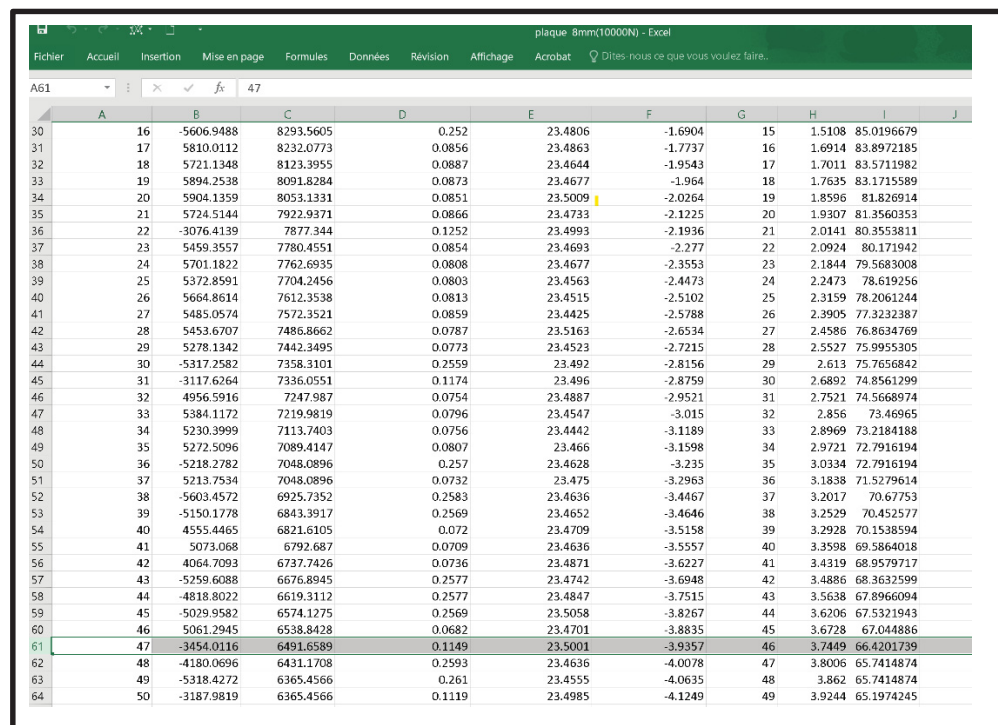 plaque 8mm(10000N) - Excel
Fichier Accueil Insertion Mise en page Formules Données Révision Affichage Acrobat Dites-nous ce que vous voulez faire..
A61 fx 47
A B C D E F G H I J
30 16 -5606.9488 8293.5605 0.252 23.4806 -1.6904 15 1.5108 85.0196679
31 17 5810.0112 8232.0773 0.0856 23.4863 -1.7737 16 1.6914 83.8972185
32 18 5721.1348 8123.3955 0.0887 23.4644 -1.9543 17 1.7011 83.5711982
33 19 5894.2538 8091.8284 0.0873 23.4677 -1.964 18 1.7635 83.1715589
34 20 5904.1359 8053.1331 0.0851 23.5009 -2.0264 19 1.8596 81.826914
35 21 5724.5144 7922.9371 0.0866 23.4733 -2.1225 20 1.9307 81.3560353
36 22 -3076.4139 7877.344 0.1252 23.4993 -2.1936 21 2.0141 80.3553811
37 23 5459.3557 7780.4551 0.0854 23.4693 -2.277 22 2.0924 80.171942
38 24 5701.1822 7762.6935 0.0808 23.4677 -2.3553 23 2.1844 79.5683008
39 25 5372.8591 7704.2456 0.0803 23.4563 -2.4473 24 2.2473 78.619256
40 26 5664.8614 7612.3538 0.0813 23.4515 -2.5102 25 2.3159 78.2061244
41 27 5485.0574 7572.3521 0.0859 23.4425 -2.5788 26 2.3905 77.3232387
42 28 5453.6707 7486.8662 0.0787 23.5163 -2.6534 27 2.4586 76.8634769
43 29 5278.1342 7442.3495 0.0773 23.4523 -2.7215 28 2.5527 75.9955305
44 30 -5317.2582 7358.3101 0.2559 23.492 -2.8156 29 2.613 75.7656842
45 31 -3117.6264 7336.0551 0.1174 23.496 -2.8759 30 2.6892 74.8561299
46 32 4956.5916 7247.987 0.0754 23.4887 -2.9521 31 2.7521 74.5668974
47 33 5384.1172 7219.9819 0.0796 23.4547 -3.015 32 2.856 73.46965
48 34 5230.3999 7113.7403 0.0756 23.4442 -3.1189 33 2.8969 73.2184188
49 35 5272.5096 7089.4147 0.0807 23.466 -3.1598 34 2.9721 72.7916194
50 36 -5218.2782 7048.0896 0.257 23.4628 -3.235 35 3.0334 72.7916194
51 37 5213.7534 7048.0896 0.0732 23.475 -3.2963 36 3.1838 71.5279614
52 38 -5603.4572 6925.7352 0.2583 23.4636 -3.4467 37 3.2017 70.67753
53 39 -5150.1778 6843.3917 0.2569 23.4652 -3.4646 38 3.2529 70.452577
54 40 4555.4465 6821.6105 0.072 23.4709 -3.5158 39 3.2928 70.1538594
55 41 5073.068 6792.687 0.0709 23.4636 -3.5557 40 3.3598 69.5864018
56 42 4064.7093 6737.7426 0.0736 23.4871 -3.6227 41 3.4319 68.9579717
57 43 -5259.6088 6676.8945 0.2577 23.4742 -3.6948 42 3.4886 68.3632599
58 44 -4818.8022 6619.3112 0.2577 23.4847 -3.7515 43 3.5638 67.8966094
59 45 -5029.9582 6574.1275 0.2569 23.5058 -3.8267 44 3.6206 67.5321943
60 46 5061.2945 6538.8428 0.0682 23.4701 -3.8835 45 3.6728 67.044886
61 47 -3454.0116 6491.6589 0.1149 23.5001 -3.9357 46 3.7449 66.4201739
62 48 -4180.0696 6431.1708 0.2593 23.4636 -4.0078 47 3.8006 65.7414874
63 49 -5318.4272 6365.4566 0.261 23.4555 -4.0635 48 3.862 65.7414874
64 50 -3187.9819 6365.4566 0.1119 23.4985 -4.1249 49 3.9244 65.1974245